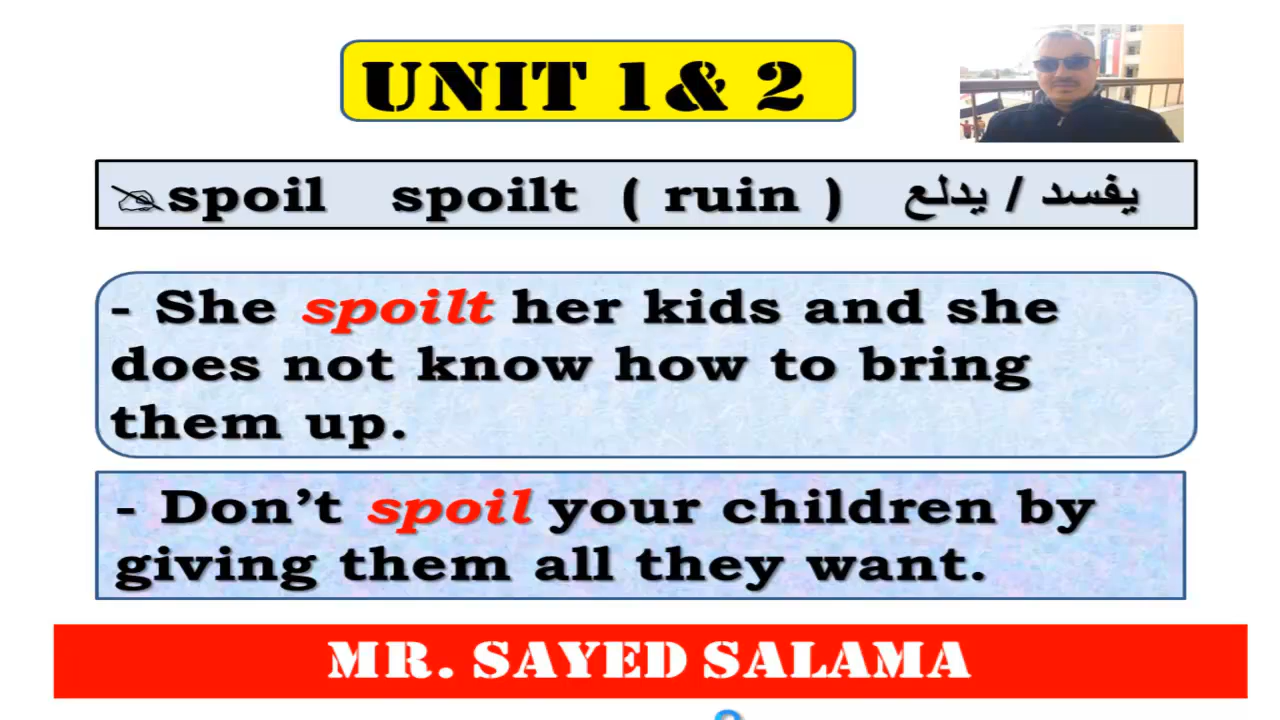 UNIT 1& 2
spoil spoilt ( ruin ) يفسد / يدلع
- She spoilt her kids and she
does not know how to bring
them up.
- Don’t spoil your children by
giving them all they want.
MR. SAYED SALAMA